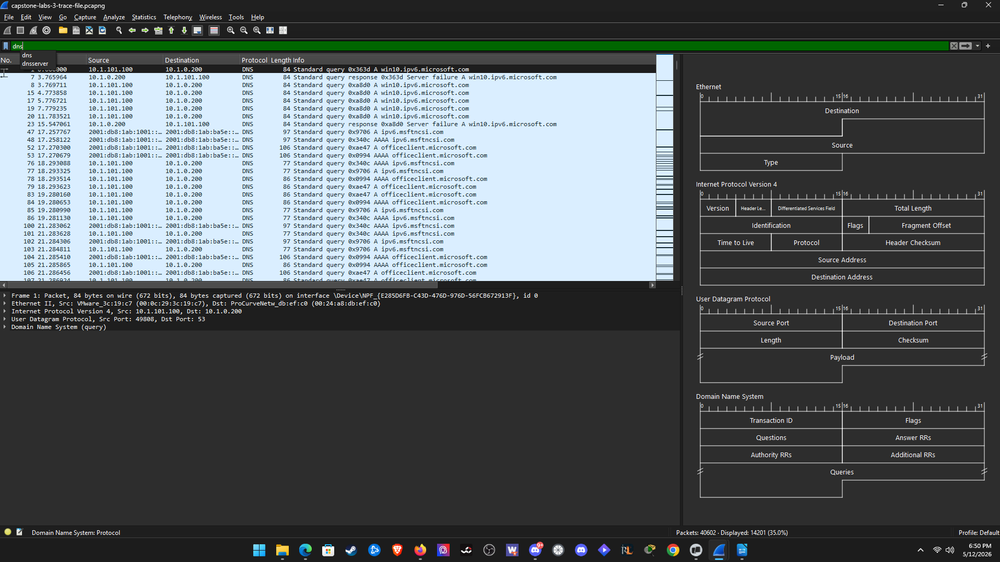 capstone-labs-3-trace-file.pcapng
File Edit View Go Capture Analyze Statistics Telephony Wireless Tools Help
dns
dns
dnsserver
No. Source Destination Protocol Length Info
10.1.101.100 10.1.0.200 DNS 84 Standard query 0x363d A win10.ipv6.microsoft.com
7 3.765964 10.1.0.200 10.1.101.100 DNS 84 Standard query response 0x363d Server failure A win10.ipv6.microsoft.com
8 3.769711 10.1.101.100 10.1.0.200 DNS 84 Standard query 0xa8d0 A win10.ipv6.microsoft.com
15 4.773858 10.1.101.100 10.1.0.200 DNS 84 Standard query 0xa8d0 A win10.ipv6.microsoft.com
17 5.776721 10.1.101.100 10.1.0.200 DNS 84 Standard query 0xa8d0 A win10.ipv6.microsoft.com
19 7.779235 10.1.101.100 10.1.0.200 DNS 84 Standard query 0xa8d0 A win10.ipv6.microsoft.com
20 11.783521 10.1.101.100 10.1.0.200 DNS 84 Standard query 0xa8d0 A win10.ipv6.microsoft.com
23 15.547061 10.1.0.200 10.1.101.100 DNS 84 Standard query response 0xa8d0 Server failure A win10.ipv6.microsoft.com
47 17.257767 2001:db8:1ab:1001::… 2001:db8:1ab:ba5e::… DNS 97 Standard query 0x9706 A ipv6.msftncsi.com
48 17.258122 2001:db8:1ab:1001::… 2001:db8:1ab:ba5e::… DNS 97 Standard query 0x340c AAAA ipv6.msftncsi.com
52 17.270300 2001:db8:1ab:1001::… 2001:db8:1ab:ba5e::… DNS 106 Standard query 0xae47 A officeclient.microsoft.com
53 17.270679 2001:db8:1ab:1001::… 2001:db8:1ab:ba5e::… DNS 106 Standard query 0x0994 AAAA officeclient.microsoft.com
76 18.293088 10.1.101.100 10.1.0.200 DNS 77 Standard query 0x340c AAAA ipv6.msftncsi.com
77 18.293325 10.1.101.100 10.1.0.200 DNS 77 Standard query 0x9706 A ipv6.msftncsi.com
78 18.293514 10.1.101.100 10.1.0.200 DNS 86 Standard query 0x0994 AAAA officeclient.microsoft.com
79 18.293623 10.1.101.100 10.1.0.200 DNS 86 Standard query 0xae47 A officeclient.microsoft.com
83 19.280160 10.1.101.100 10.1.0.200 DNS 86 Standard query 0xae47 A officeclient.microsoft.com
84 19.280653 10.1.101.100 10.1.0.200 DNS 86 Standard query 0x0994 AAAA officeclient.microsoft.com
85 19.280990 10.1.101.100 10.1.0.200 DNS 77 Standard query 0x9706 A ipv6.msftncsi.com
86 19.281130 10.1.101.100 10.1.0.200 DNS 77 Standard query 0x340c AAAA ipv6.msftncsi.com
100 21.283062 2001:db8:1ab:1001::… 2001:db8:1ab:ba5e::… DNS 97 Standard query 0x340c AAAA ipv6.msftncsi.com
101 21.283628 10.1.101.100 10.1.0.200 DNS 77 Standard query 0x340c AAAA ipv6.msftncsi.com
102 21.284306 2001:db8:1ab:1001::… 2001:db8:1ab:ba5e::… DNS 97 Standard query 0x9706 A ipv6.msftncsi.com
103 21.284811 10.1.101.100 10.1.0.200 DNS 77 Standard query 0x9706 A ipv6.msftncsi.com
104 21.285410 2001:db8:1ab:1001::… 2001:db8:1ab:ba5e::… DNS 106 Standard query 0x0994 AAAA officeclient.microsoft.com
105 21.285865 10.1.101.100 10.1.0.200 DNS 86 Standard query 0x0994 AAAA officeclient.microsoft.com
106 21.286456 2001:db8:1ab:1001::… 2001:db8:1ab:ba5e::… DNS 106 Standard query 0xae47 A officeclient.microsoft.com
107 21.286924 10.1.101.100 10.1.0.200 DNS 86 Standard query 0xae47 A officeclient.microsoft.com
Frame 1: Packet, 84 bytes on wire (672 bits), 84 bytes captured (672 bits) on interface \Device\NPF_{E285D6FB-C43D-476D-976D-56FCB672913F}, id 0
Ethernet II, Src: VMware_3c:19:c7 (00:0c:29:3c:19:c7), Dst: ProCurveNetw_db:ef:c0 (00:24:a8:db:ef:c0)
Internet Protocol Version 4, Src: 10.1.101.100, Dst: 10.1.0.200
User Datagram Protocol, Src Port: 49808, Dst Port: 53
Domain Name System (query)
Ethernet
0 15 16 31
Destination
Source
Type
Internet Protocol Version 4
0 15 16 31
Version Header Le... Differentiated Services Field Total Length
Identification Flags Fragment Offset
Time to Live Protocol Header Checksum
Source Address
Destination Address
User Datagram Protocol
0 15 16 31
Source Port Destination Port
Length Checksum
Payload
Domain Name System
0 15 16 31
Transaction ID Flags
Questions Answer RRs
Authority RRs Additional RRs
Queries
Domain Name System: Protocol
Packets: 40602 · Displayed: 14201 (35.0%)
Profile: Default
9+
6:50 PM
5/12/2026